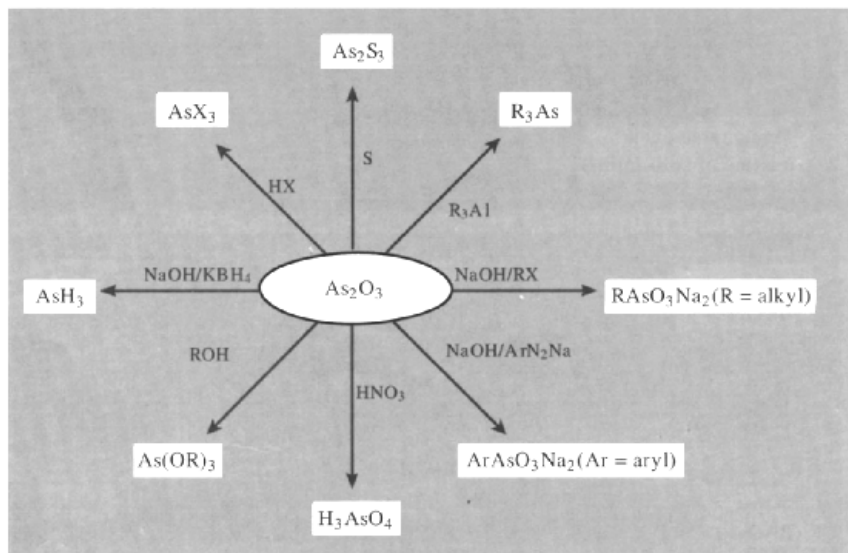 As₂S₃
AsX₃
R₃As
S
HX
R₃Al
NaOH/KBH₄
NaOH/RX
AsH₃
As₂O₃
RAsO₃Na₂(R = alkyl)
ROH
NaOH/ArN₂Na
HNO₃
As(OR)₃
ArAsO₃Na₂(Ar = aryl)
H₃AsO₄